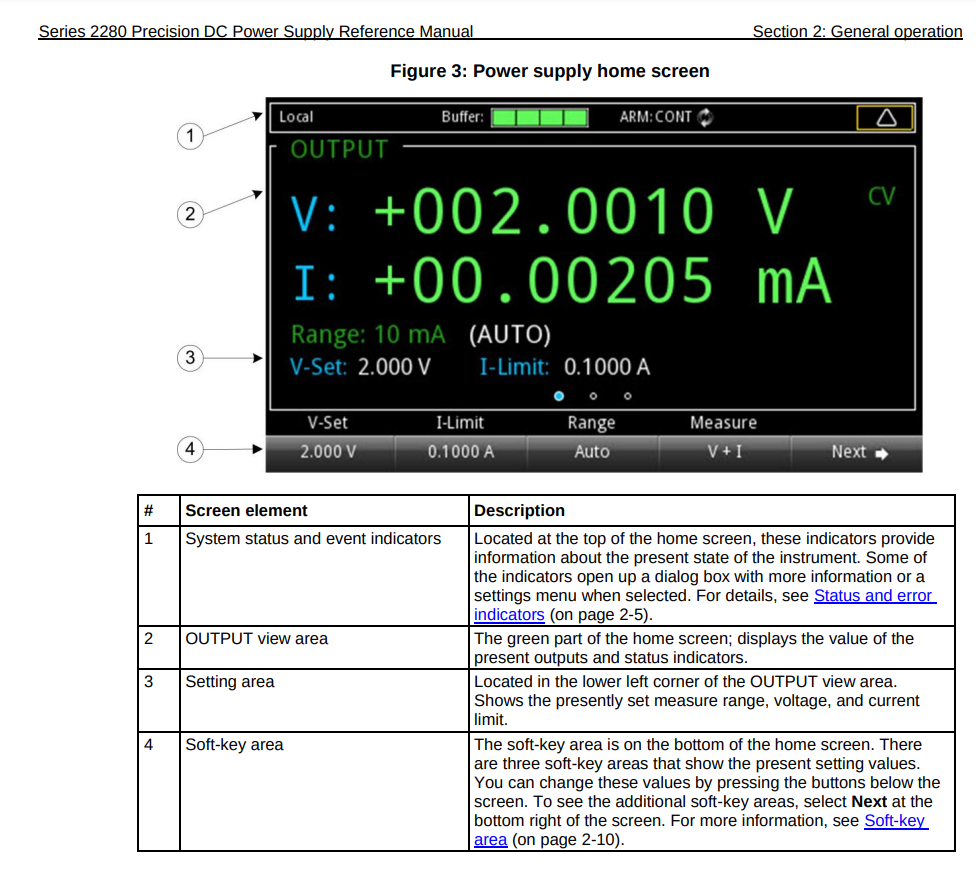 Series 2280 Precision DC Power Supply Reference Manual Section 2: General operation
Figure 3: Power supply home screen
1
Local Buffer: ARM:CONT
OUTPUT
2
V: +002.0010 V CV
I: +00.00205 mA
Range: 10 mA (AUTO)
3
V-Set: 2.000 V I-Limit: 0.1000 A
V-Set I-Limit Range Measure
4
2.000 V 0.1000 A Auto V + I Next
# Screen element Description
1 System status and event indicators Located at the top of the home screen, these indicators provide
information about the present state of the instrument. Some of
the indicators open up a dialog box with more information or a
settings menu when selected. For details, see Status and error
indicators (on page 2-5).
2 OUTPUT view area The green part of the home screen; displays the value of the
present outputs and status indicators.
3 Setting area Located in the lower left corner of the OUTPUT view area.
Shows the presently set measure range, voltage, and current
limit.
4 Soft-key area The soft-key area is on the bottom of the home screen. There
are three soft-key areas that show the present setting values.
You can change these values by pressing the buttons below the
screen. To see the additional soft-key areas, select Next at the
bottom right of the screen. For more information, see Soft-key
area (on page 2-10).